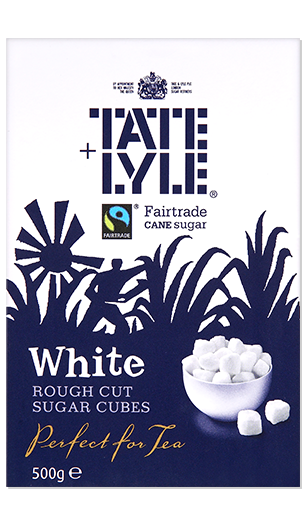 BY APPOINTMENT
TO HER MAJESTY
THE QUEEN
TATE & LYLE PLC
LONDON
SUGAR REFINERS
TATE
+
LYLE®
FAIRTRADE
Fairtrade
CANE sugar
White
ROUGH CUT
SUGAR CUBES
Perfect for Tea
500g ℮